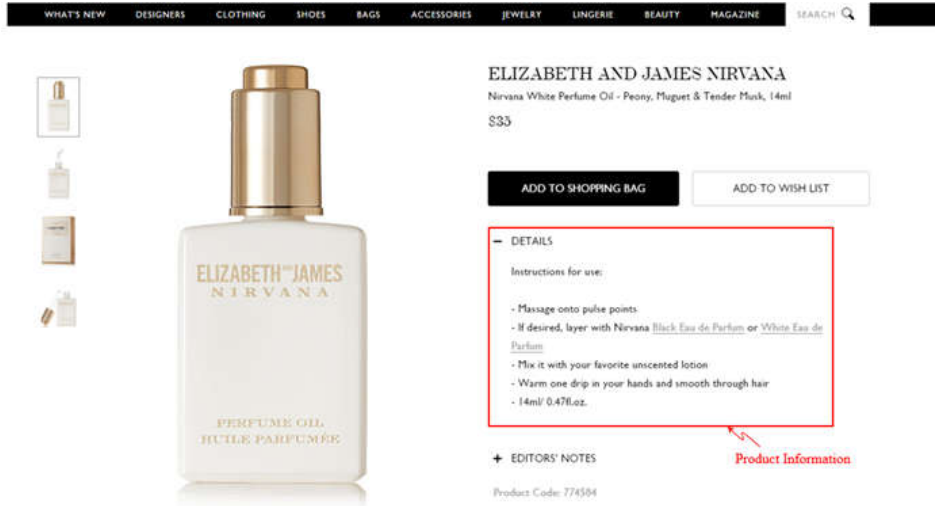 WHAT'S NEW DESIGNERS CLOTHING SHOES BAGS ACCESSORIES JEWELRY LINGERIE BEAUTY MAGAZINE SEARCH
ELIZABETH AND JAMES NIRVANA
Nirvana White Perfume Oil - Peony, Muguet & Tender Musk, 14ml
$35
ADD TO SHOPPING BAG ADD TO WISH LIST
− DETAILS
Instructions for use:
- Massage onto pulse points
- If desired, layer with Nirvana Black Eau de Parfum or White Eau de
Parfum
- Mix it with your favorite unscented lotion
- Warm one drip in your hands and smooth through hair
- 14ml/ 0.47fl.oz.
+ EDITORS' NOTES
Product Information
Product Code: 774584
ELIZABETH AND JAMES
NIRVANA
PERFUME OIL
HUILE PARFUMÉE